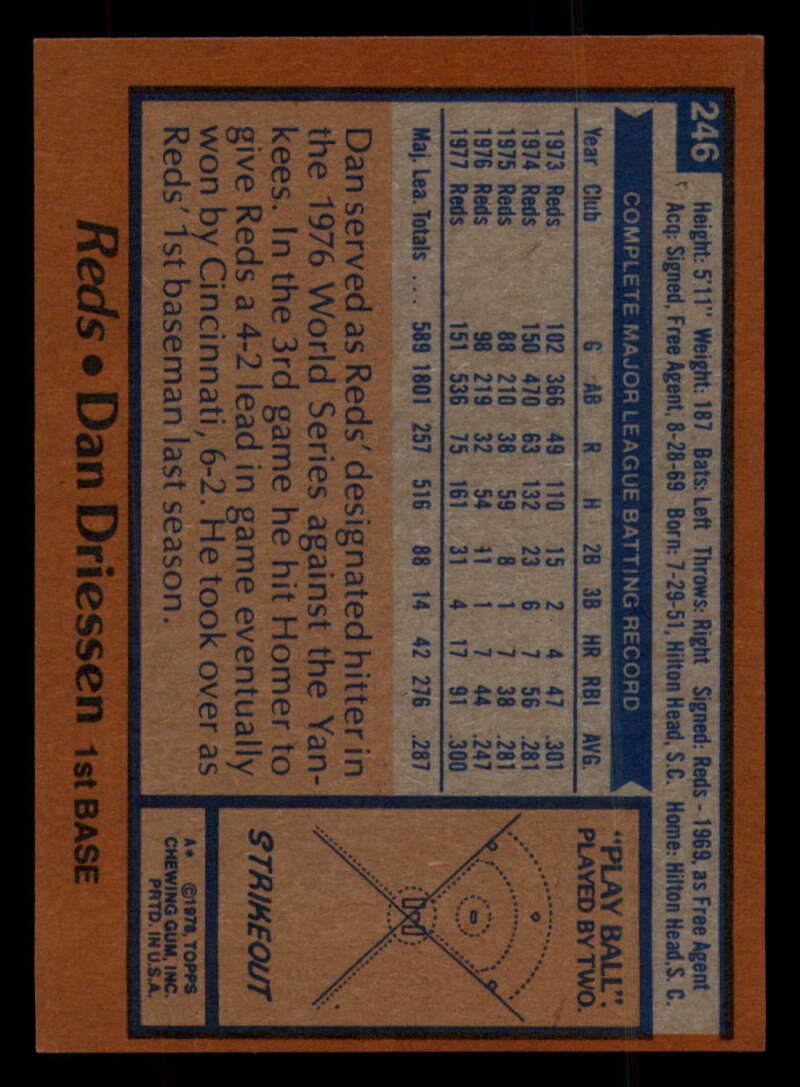 246
Height: 5'11" Weight: 187 Bats: Left Throws: Right Signed: Reds - 1969, as Free Agent
Acq: Signed, Free Agent, 8-28-69 Born: 7-29-51, Hilton Head, S.C. Home: Hilton Head, S. C.
COMPLETE MAJOR LEAGUE BATTING RECORD
Year Club G AB R H 2B 3B HR RBI AVG.
1973 Reds 102 366 49 110 15 2 4 47 .301
1974 Reds 150 470 63 132 23 6 7 56 .281
1975 Reds 88 210 38 59 8 1 7 38 .281
1976 Reds 98 219 32 54 11 1 7 44 .247
1977 Reds 151 536 75 161 31 4 17 91 .300
Maj. Lea. Totals .... 589 1801 257 516 88 14 42 276 .287
Dan served as Reds' designated hitter in
the 1976 World Series against the Yan-
kees. In the 3rd game he hit Homer to
give Reds a 4-2 lead in game eventually
won by Cincinnati, 6-2. He took over as
Reds' 1st baseman last season.
"PLAY BALL":
PLAYED BY TWO.
STRIKEOUT
A* ©1978, TOPPS
CHEWING GUM, INC.
PRTD. IN U.S.A.
Reds • Dan Driessen 1st BASE